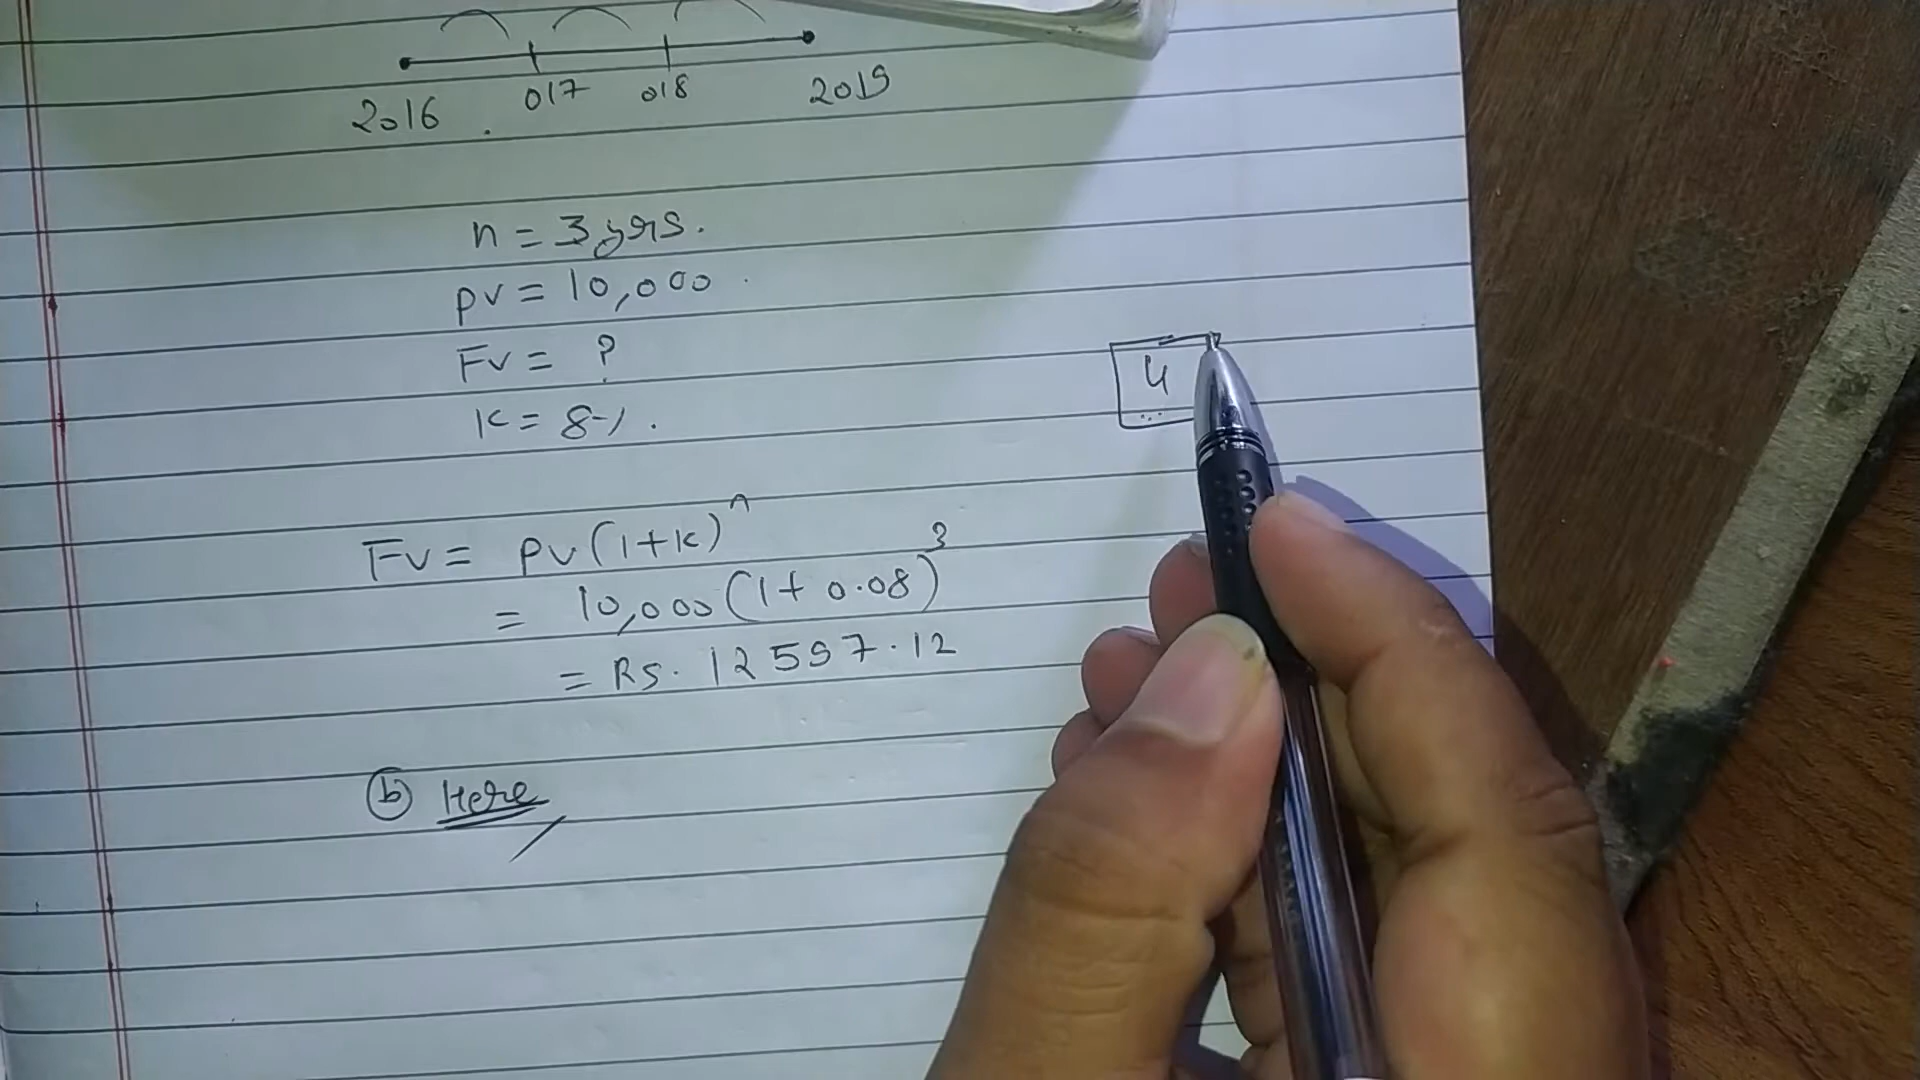 2016 . 017 018 2019
n = 3 yrs.
PV = 10,000 .
FV = ?
K = 8% .
4
FV = PV(1+K)^n
= 10,000(1+ 0.08)^3
= RS. 12597.12
(b) Here